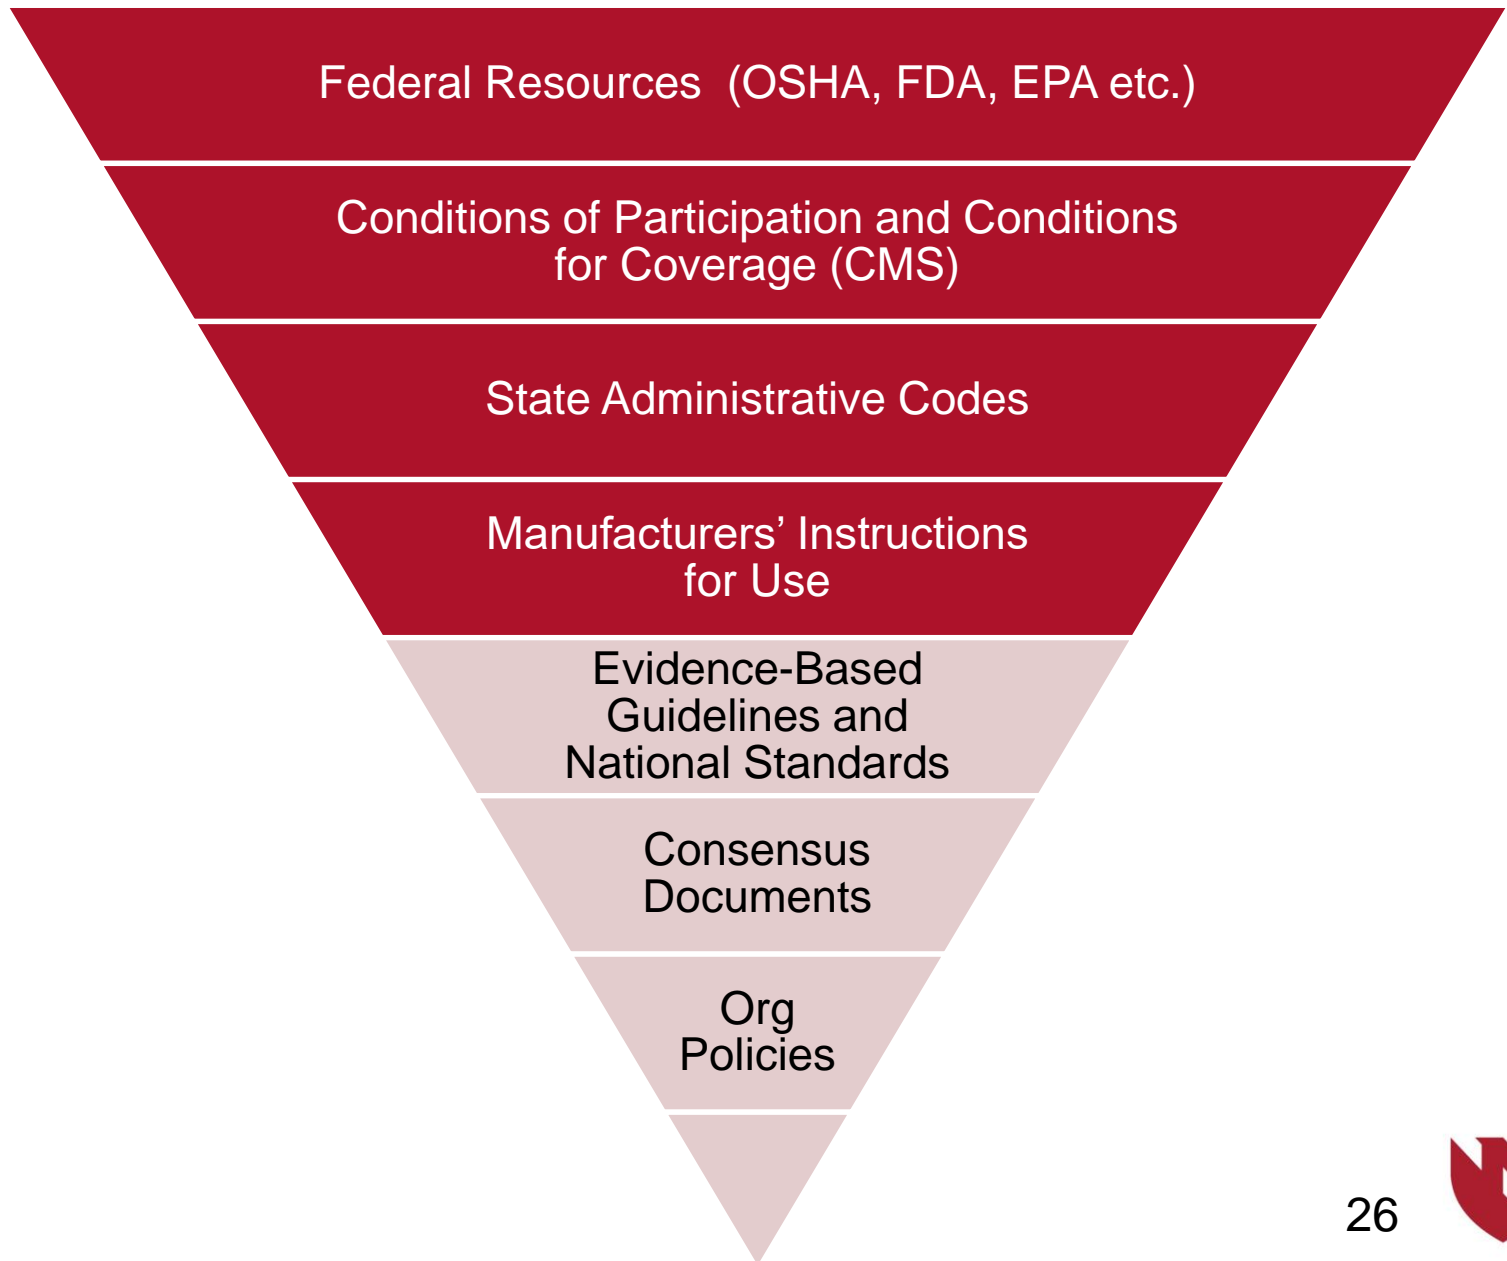 Federal Resources (OSHA, FDA, EPA etc.)
Conditions of Participation and Conditions
for Coverage (CMS)
State Administrative Codes
Manufacturers’ Instructions
for Use
Evidence-Based
Guidelines and
National Standards
Consensus
Documents
Org
Policies
26